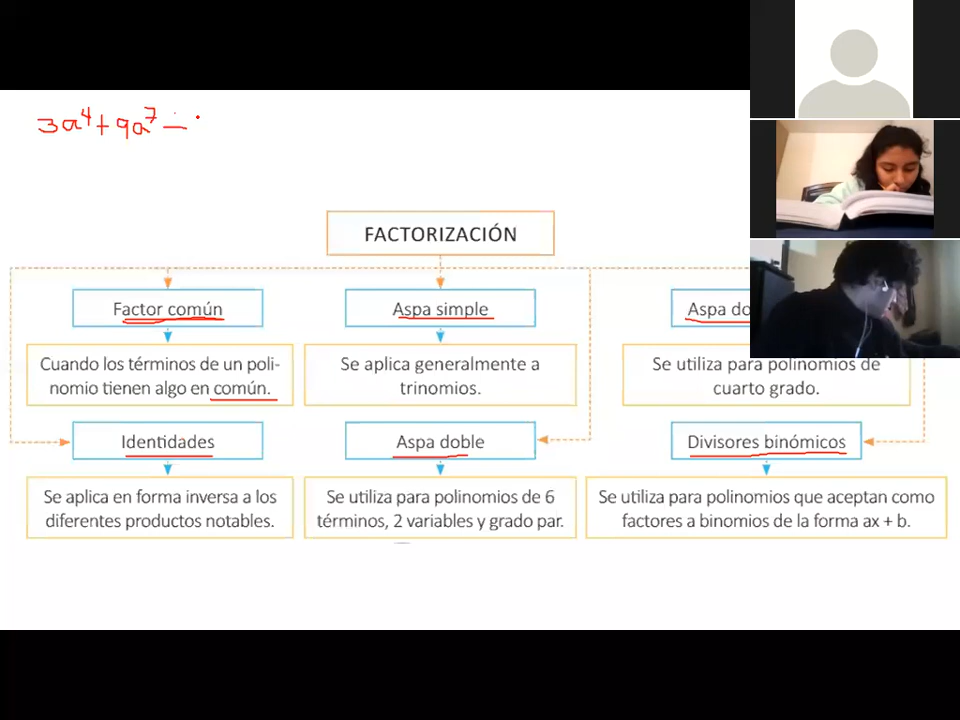 3a⁴ + 9a⁷ =
FACTORIZACIÓN
Factor común
Aspa simple
Aspa do
Cuando los términos de un poli-
nomio tienen algo en común.
Se aplica generalmente a
trinomios.
Se utiliza para polinomios de
cuarto grado.
Identidades
Aspa doble
Divisores binómicos
Se aplica en forma inversa a los
diferentes productos notables.
Se utiliza para polinomios de 6
términos, 2 variables y grado par.
Se utiliza para polinomios que aceptan como
factores a binomios de la forma ax + b.